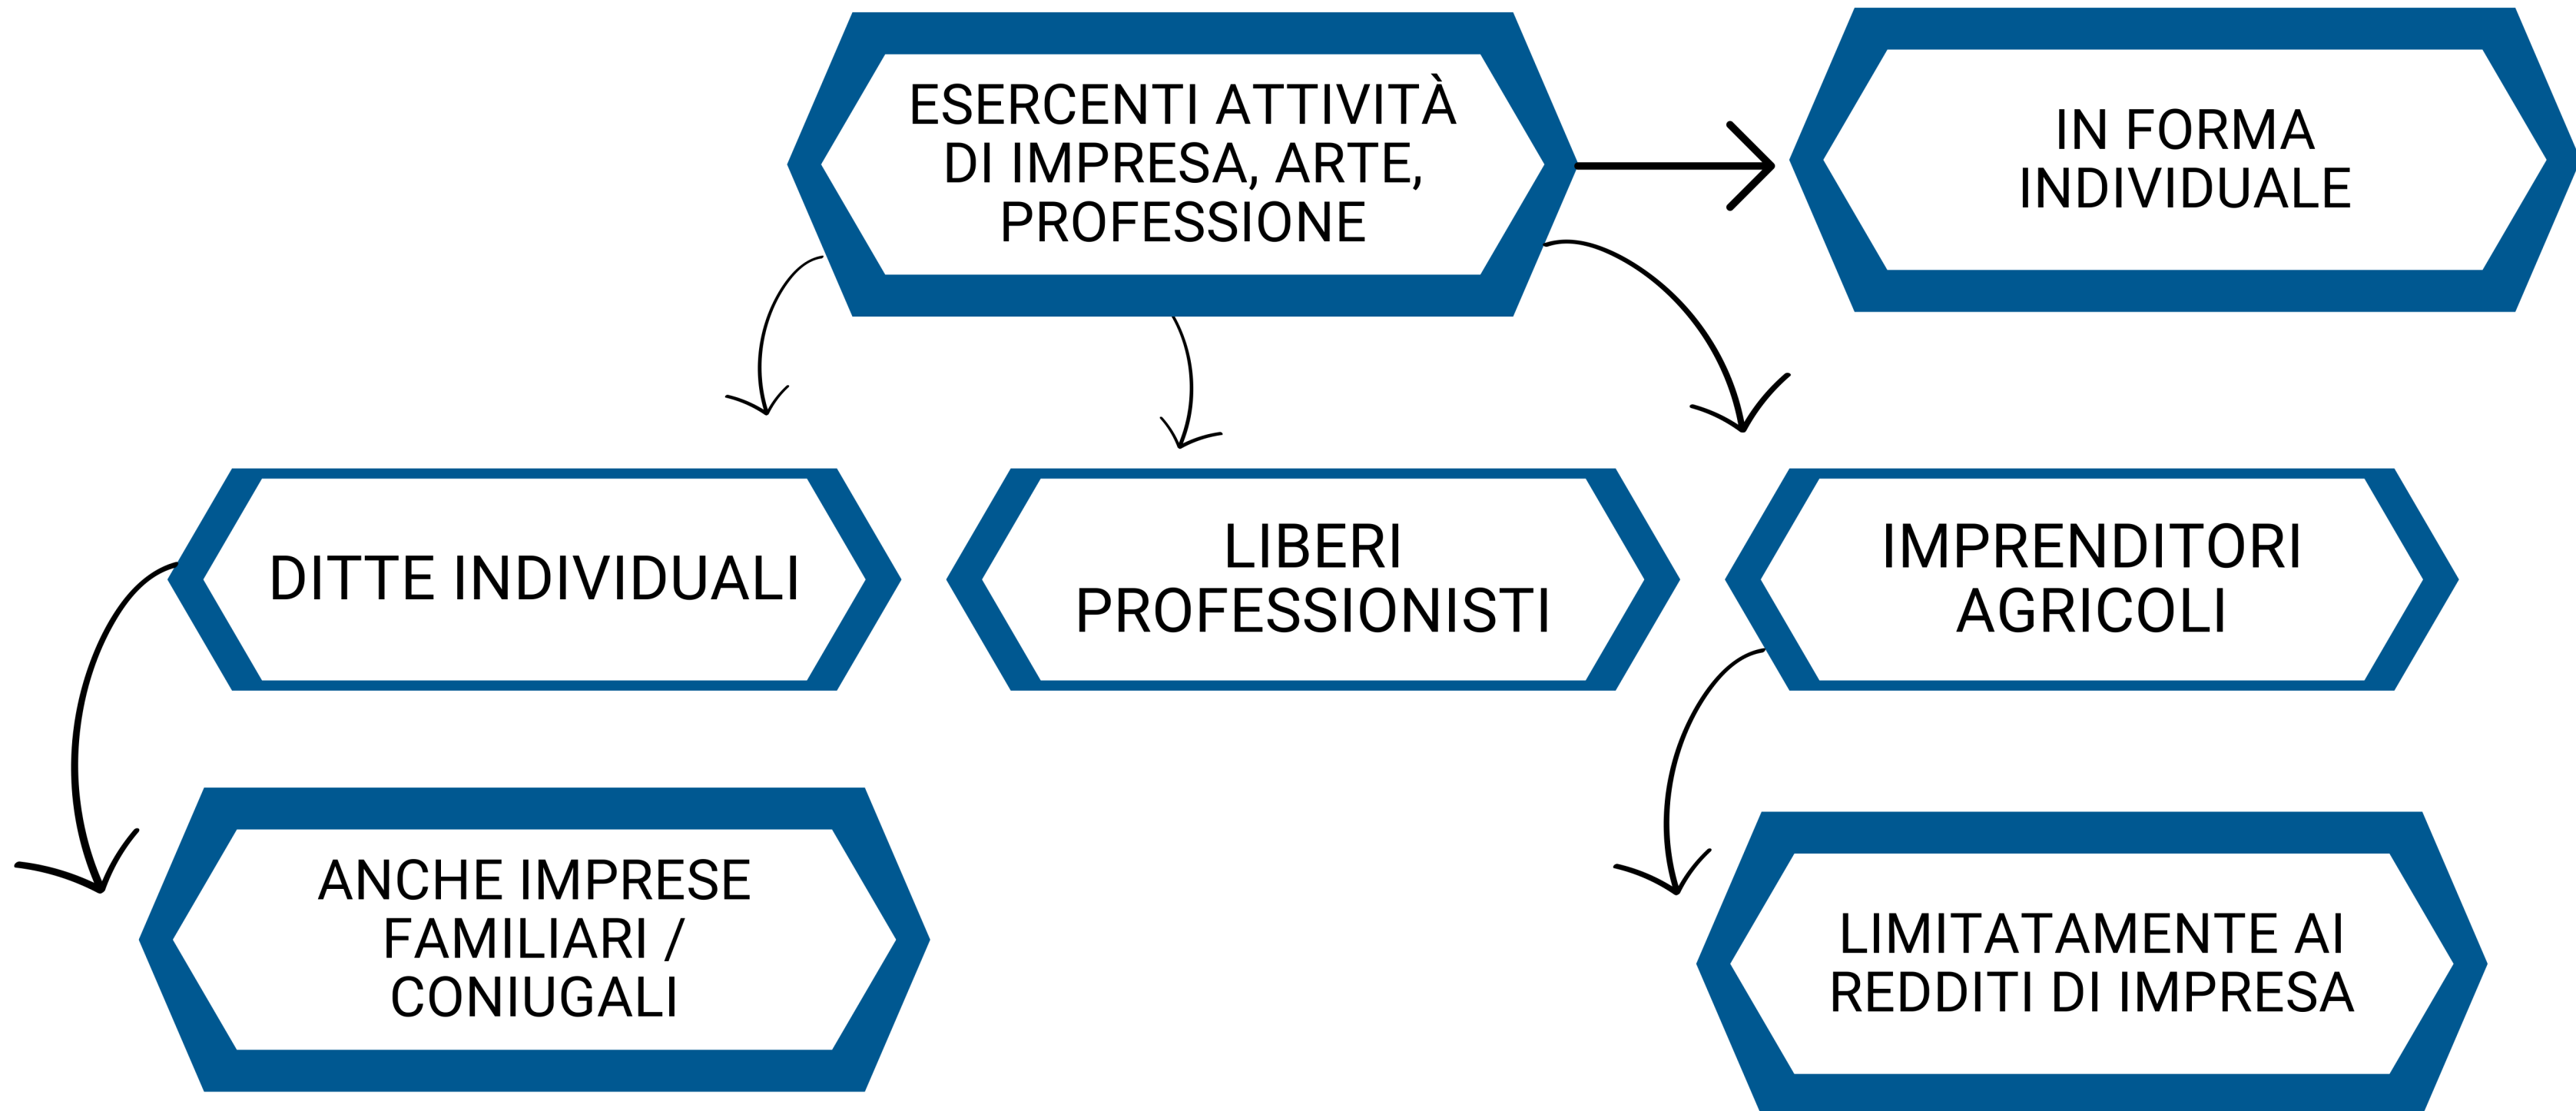 ESERCENTI ATTIVITÀ
DI IMPRESA, ARTE,
PROFESSIONE
IN FORMA
INDIVIDUALE
DITTE INDIVIDUALI
LIBERI
PROFESSIONISTI
IMPRENDITORI
AGRICOLI
ANCHE IMPRESE
FAMILIARI /
CONIUGALI
LIMITATAMENTE AI
REDDITI DI IMPRESA